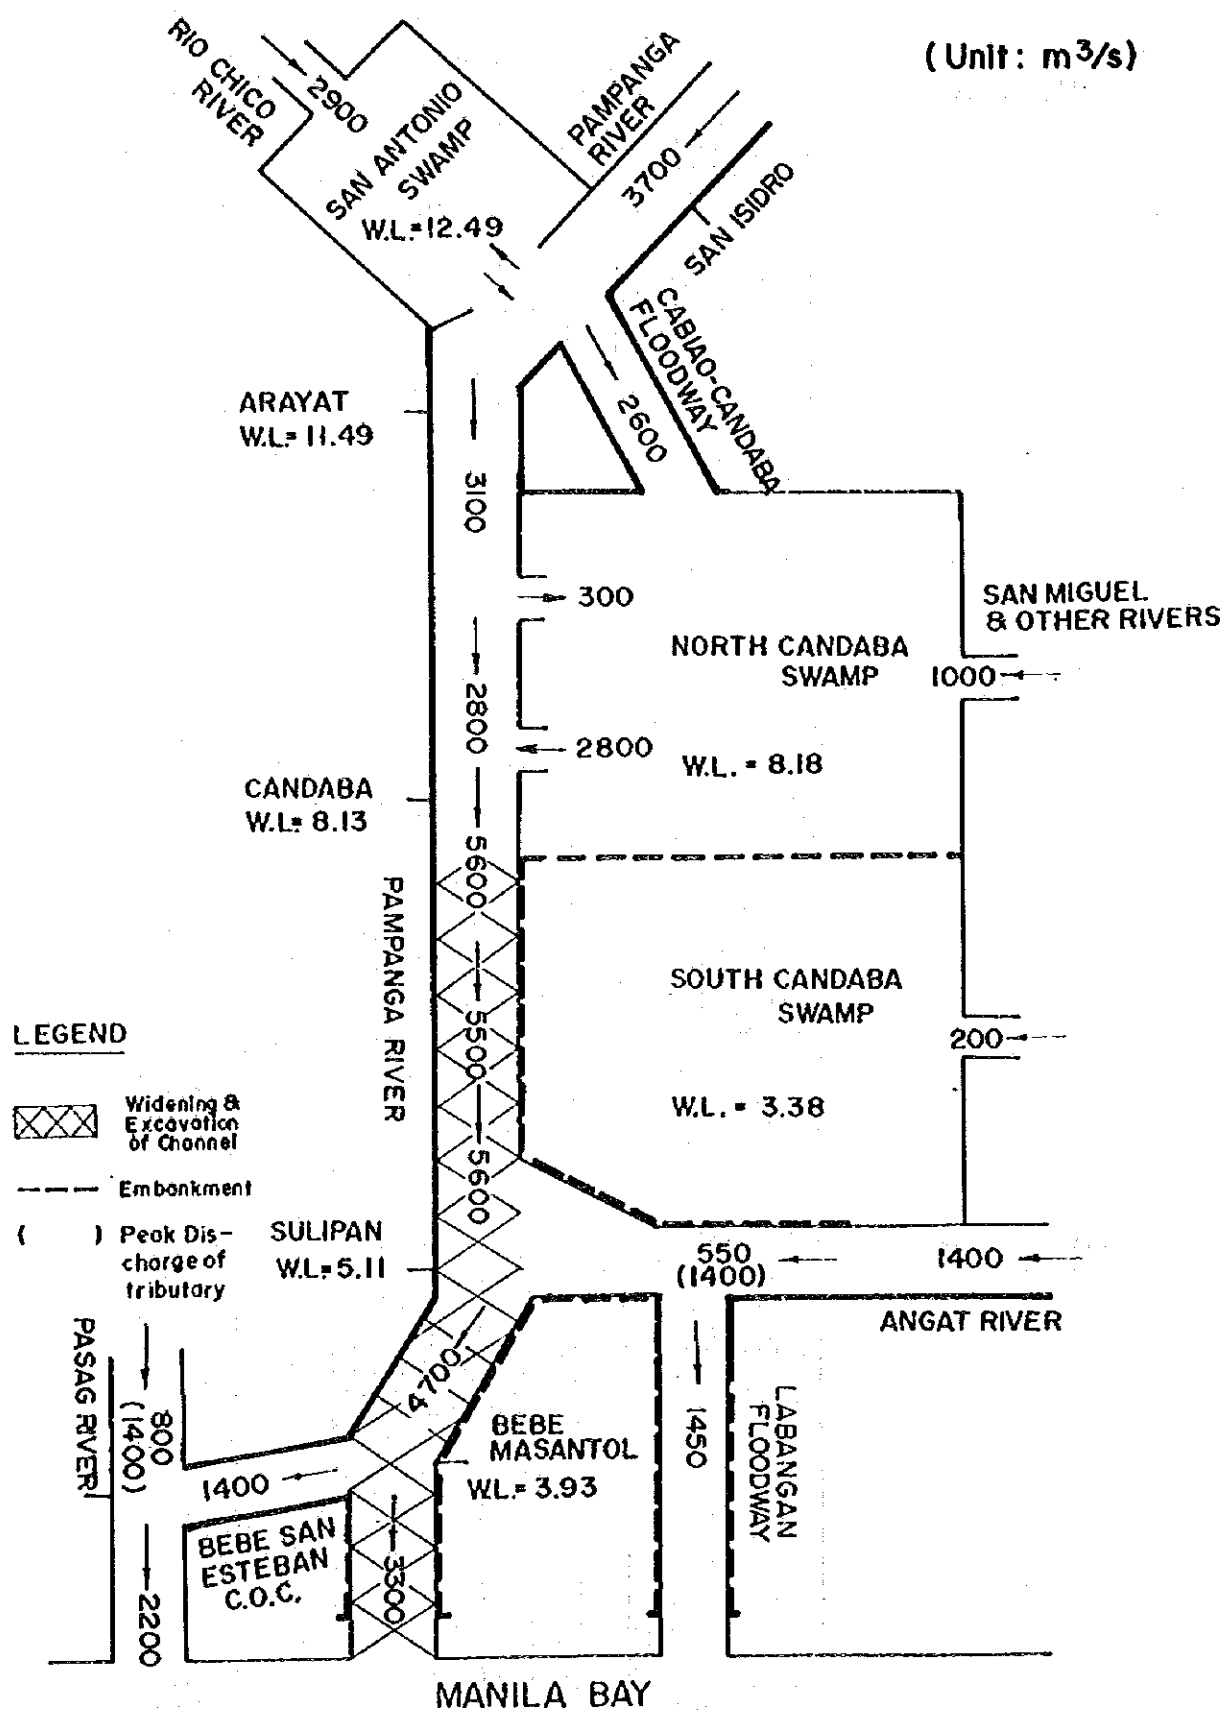 (Unit: m³/s)
RIO CHICO
RIVER
2900
SAN ANTONIO
SWAMP
W.L.=12.49
PAMPANGA
RIVER
3700
SAN ISIDRO
CABIAO-CANDABA
FLOODWAY
2600
ARAYAT
W.L.= 11.49
3100
300
SAN MIGUEL
& OTHER RIVERS
NORTH CANDABA
SWAMP
1000
2800
2800
W.L. = 8.18
CANDABA
W.L.= 8.13
5600
PAMPANGA RIVER
5500
SOUTH CANDABA
SWAMP
200
W.L. = 3.38
5600
LEGEND
Widening &
Excavation
of Channel
Embankment
( ) Peak Dis-
charge of
tributary
SULIPAN
W.L.= 5.11
550
(1400)
1400
ANGAT RIVER
PASAG RIVER
800
(1400)
4700
1400
BEBE
MASANTOL
W.L.= 3.93
1450
LABANGAN
FLOODWAY
BEBE SAN
ESTEBAN
C.O.C.
3300
2200
MANILA BAY